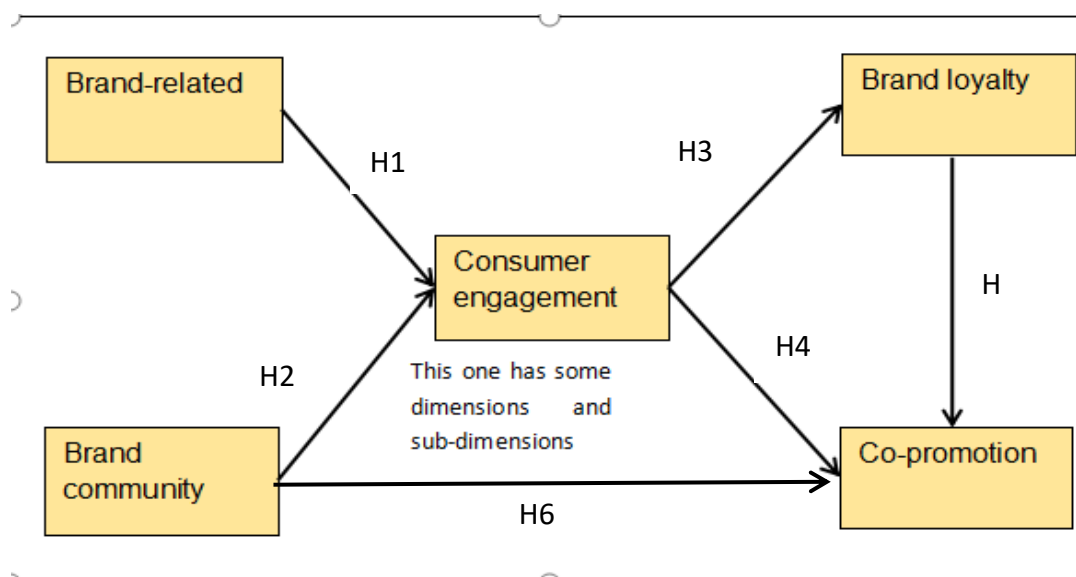 Brand-related
Brand loyalty
H1
H3
Consumer
engagement
H
H2
H4
This one has some
dimensions and
sub-dimensions
Brand
community
Co-promotion
H6